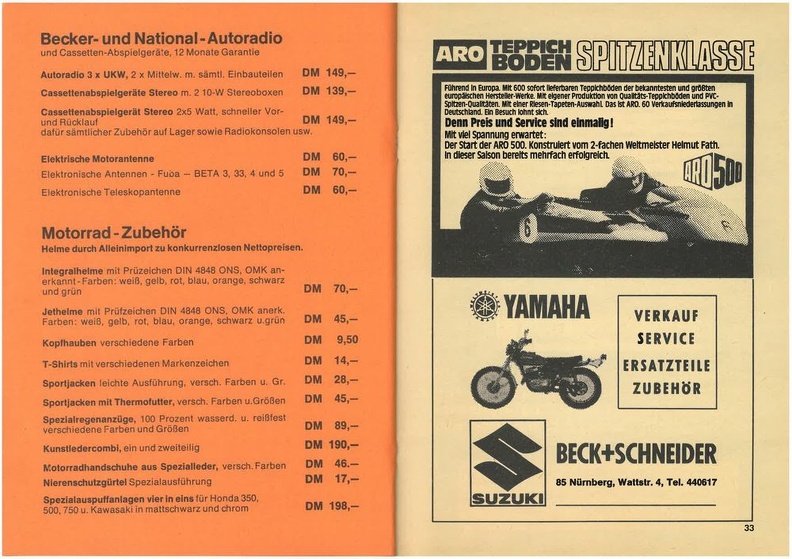 Becker- und National-Autoradio
und Cassetten-Abspielgeräte, 12 Monate Garantie
Autoradio 3 x UKW, 2 x Mittelw. m. sämtl. Einbauteilen DM 149,—
Cassettenabspielgeräte Stereo m. 2 10-W Stereoboxen DM 139,—
Cassettenabspielgerät Stereo 2x5 Watt, schneller Vor-
und Rücklauf DM 149,—
dafür sämtlicher Zubehör auf Lager sowie Radiokonsolen usw.
Elektrische Motorantenne DM 60,—
Elektronische Antennen - Fuba — BETA 3, 33, 4 und 5 DM 70,—
Elektronische Teleskopantenne DM 60,—
Motorrad - Zubehör
Helme durch Alleinimport zu konkurrenzlosen Nettopreisen.
Integralhelme mit Prüzeichen DIN 4848 ONS, OMK an-
erkannt - Farben: weiß, gelb, rot, blau, orange, schwarz
und grün DM 70,—
Jethelme mit Prüfzeichen DIN 4848 ONS, OMK anerk.
Farben: weiß, gelb, rot, blau, orange, schwarz u.grün DM 45,—
Kopfhauben verschiedene Farben DM 9,50
T-Shirts mit verschiedenen Markenzeichen DM 14,—
Sportjacken leichte Ausführung, versch. Farben u. Gr. DM 28,—
Sportjacken mit Thermofutter, versch. Farben u.Größen DM 45,—
Spezialregenanzüge, 100 Prozent wasserd. u. reißfest
verschiedene Farben und Größen DM 89,—
Kunstledercombi, ein und zweiteilig DM 190,—
Motorradhandschuhe aus Spezialleder, versch. Farben DM 46.—
Nierenschutzgürtel Spezialausführung DM 17,—
Spezialauspuffanlagen vier in eins für Honda 350,
500, 750 u. Kawasaki in mattschwarz und chrom DM 198,—
ARO TEPPICH BÖDEN SPITZENKLASSE
Führend in Europa. Mit 600 sofort lieferbaren Teppichböden der bekanntesten und größten
europäischen Hersteller-Werke. Mit eigener Produktion von Qualitäts-Teppichböden und PVC-
Spitzen-Qualitäten. Mit einer Riesen-Tapeten-Auswahl. Das ist ARO. 60 Verkaufsniederlassungen in
Deutschland. Ein Besuch lohnt sich.
Denn Preis und Service sind einmalig!
Mit viel Spannung erwartet:
Der Start der ARO 500. Konstruiert vom 2-fachen Weltmeister Helmut Fath.
In dieser Saison bereits mehrfach erfolgreich.
ARO 500
6
YAMAHA
VERKAUF
SERVICE
ERSATZTEILE
ZUBEHÖR
SUZUKI
BECK+SCHNEIDER
85 Nürnberg, Wattstr. 4, Tel. 440617
33